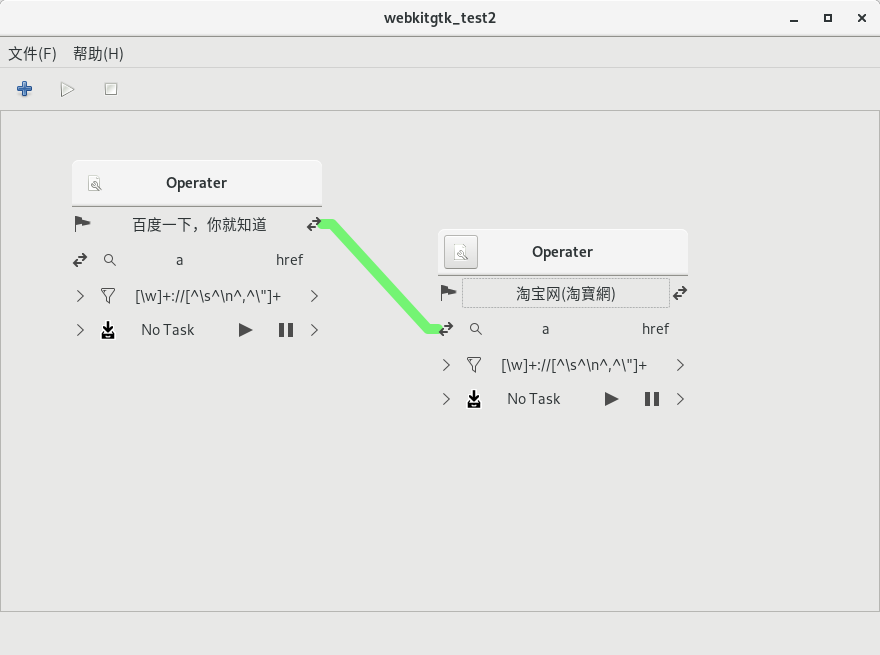 webkitgtk_test2
文件(F) 帮助(H)
Operater
百度一下，你就知道
a href
[\w]+://[^\s^\n^,^\"]+
No Task
Operater
淘宝网(淘寶網)
a href
[\w]+://[^\s^\n^,^\"]+
No Task